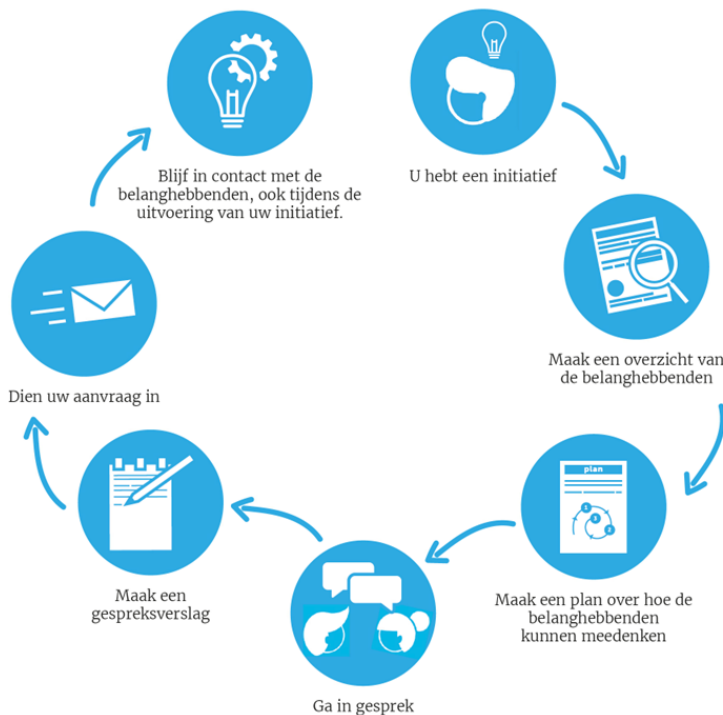 U hebt een initiatief
Maak een overzicht van
de belanghebbenden
plan
Maak een plan over hoe de
belanghebbenden
kunnen meedenken
Ga in gesprek
Maak een
gespreksverslag
Dien uw aanvraag in
Blijf in contact met de
belanghebbenden, ook tijdens de
uitvoering van uw initiatief.